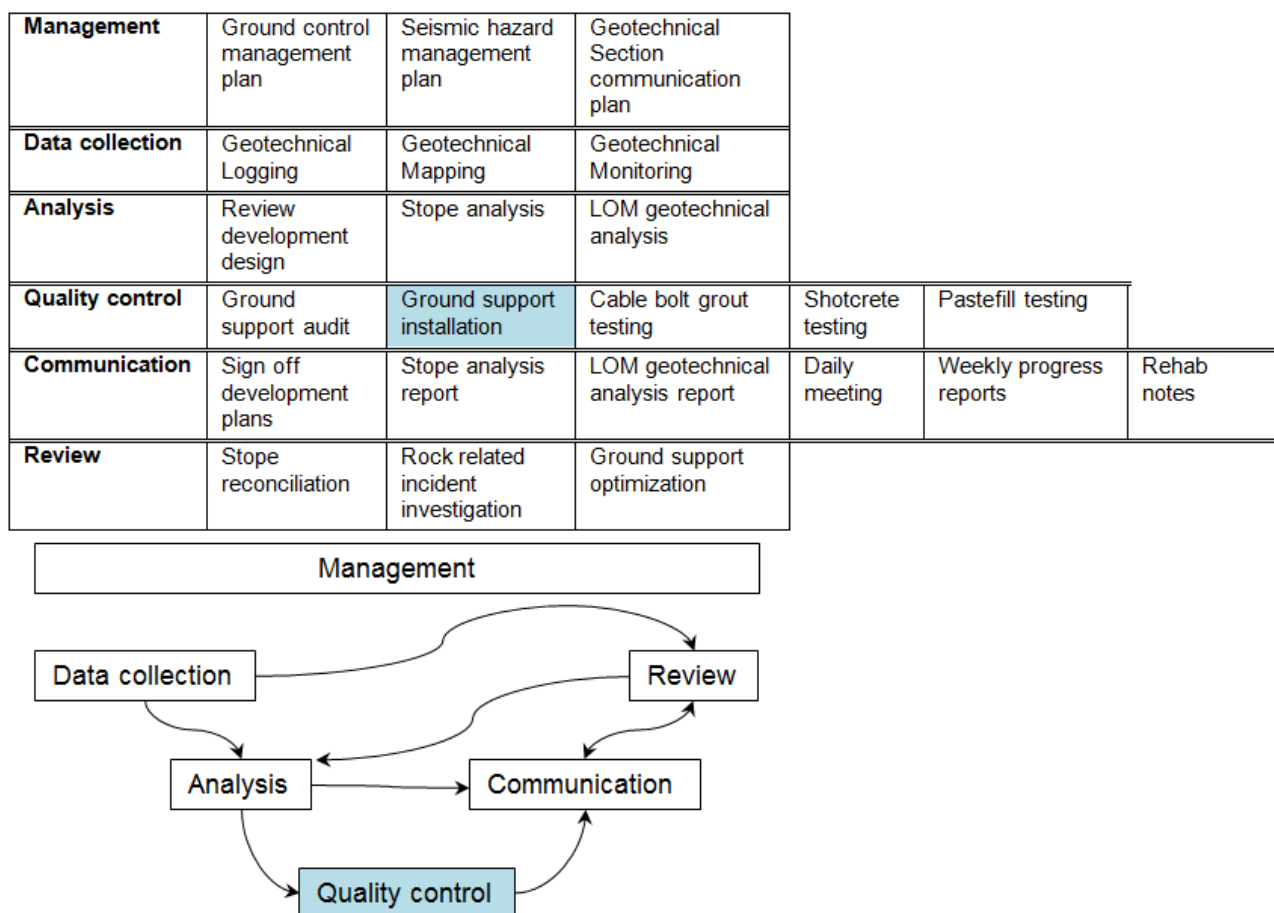 Management
Ground control
management
plan
Seismic hazard
management
plan
Geotechnical
Section
communication
plan
Data collection
Geotechnical
Logging
Geotechnical
Mapping
Geotechnical
Monitoring
Analysis
Review
development
design
Stope analysis
LOM geotechnical
analysis
Quality control
Ground
support audit
Ground support
installation
Cable bolt grout
testing
Shotcrete
testing
Pastefill testing
Communication
Sign off
development
plans
Stope analysis
report
LOM geotechnical
analysis report
Daily
meeting
Weekly progress
reports
Rehab
notes
Review
Stope
reconciliation
Rock related
incident
investigation
Ground support
optimization
Management
Data collection
Review
Analysis
Communication
Quality control